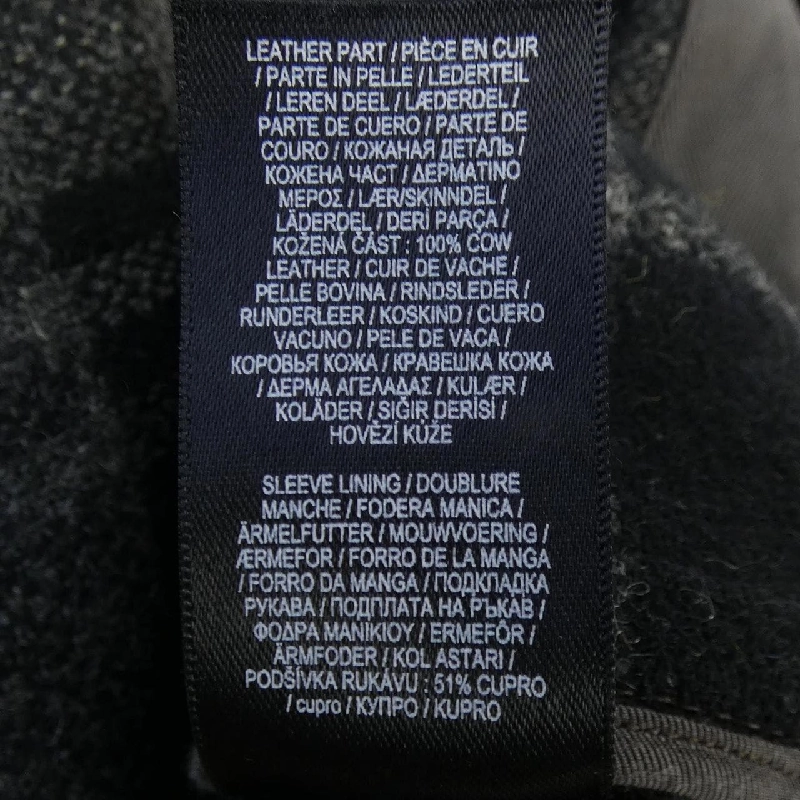 LEATHER PART / PIÈCE EN CUIR
/ PARTE IN PELLE / LEDERTEIL
/ LEREN DEEL / LÆDERDEL /
PARTE DE CUERO / PARTE DE
COURO / КОЖАНАЯ ДЕТАЛЬ /
КОЖЕНА ЧАСТ / ΔΕΡΜΑΤΙΝΟ
ΜΕΡΟΣ / LÆR/SKINNDEL /
LÄDERDEL / DERİ PARÇA /
KOŽENÁ ČÁST : 100% COW
LEATHER / CUIR DE VACHE /
PELLE BOVINA / RINDSLEDER /
RUNDERLEER / KOSKIND / CUERO
VACUNO / PELE DE VACA /
КОРОВЬЯ КОЖА / КРАВЕШКА КОЖА
/ ΔΕΡΜΑ ΑΓΕΛΑΔΑΣ / KULÆR /
KOLÄDER / SIĞIR DERİSİ /
HOVĚZÍ KŮŽE
SLEEVE LINING / DOUBLURE
MANCHE / FODERA MANICA /
ÄRMELFUTTER / MOUWVOERING /
ÆRMEFOR / FORRO DE LA MANGA
/ FORRO DA MANGA / ПОДКЛАДКА
РУКАВА / ПОДПЛАТА НА РЪКАВ /
ΦΟΔΡΑ ΜΑΝΙΚΙΟΥ / ERMEFÔR /
ÄRMFODER / KOL ASTARI /
PODŠÍVKA RUKÁVU : 51% CUPRO
/ cupro / КУПРО / KUPRO